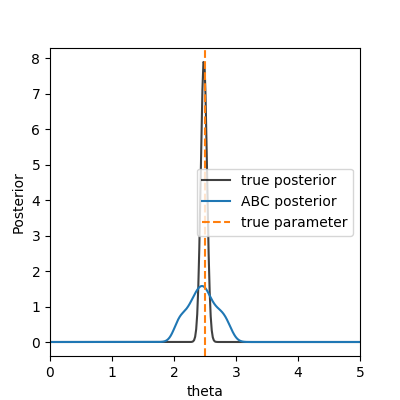 8
7
6
5
4
3
2
1
0
Posterior
true posterior
ABC posterior
true parameter
0 1 2 3 4 5
theta